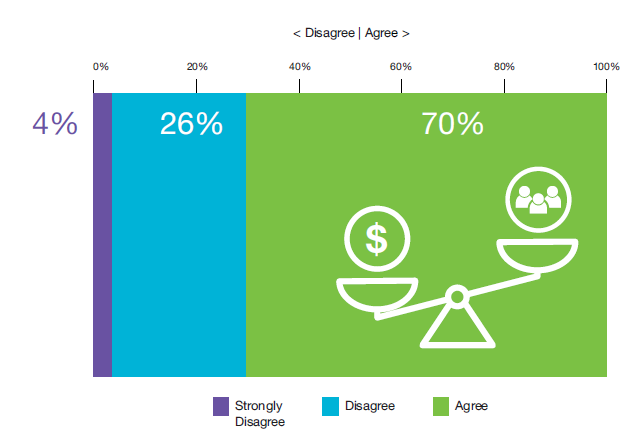 < Disagree | Agree >
0% 20% 40% 60% 80% 100%
4% 26% 70%
$
Strongly Disagree
Disagree
Agree